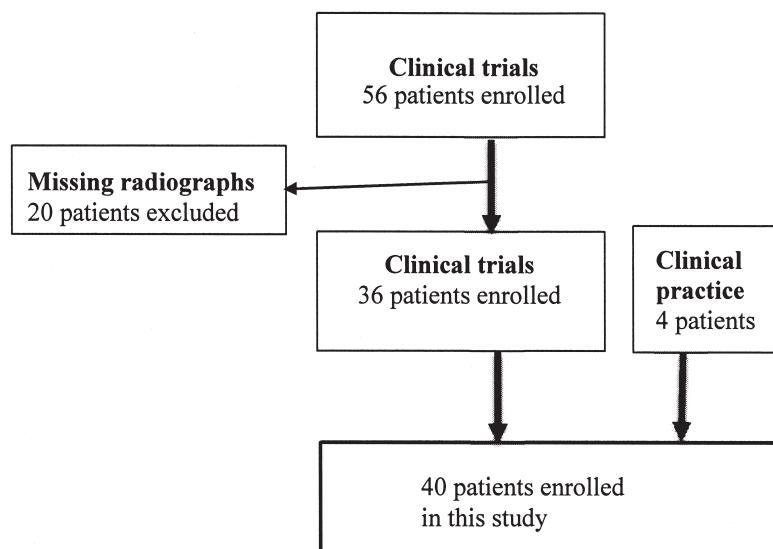 Clinical trials
56 patients enrolled
Missing radiographs
20 patients excluded
Clinical trials
36 patients enrolled
Clinical
practice
4 patients
40 patients enrolled
in this study